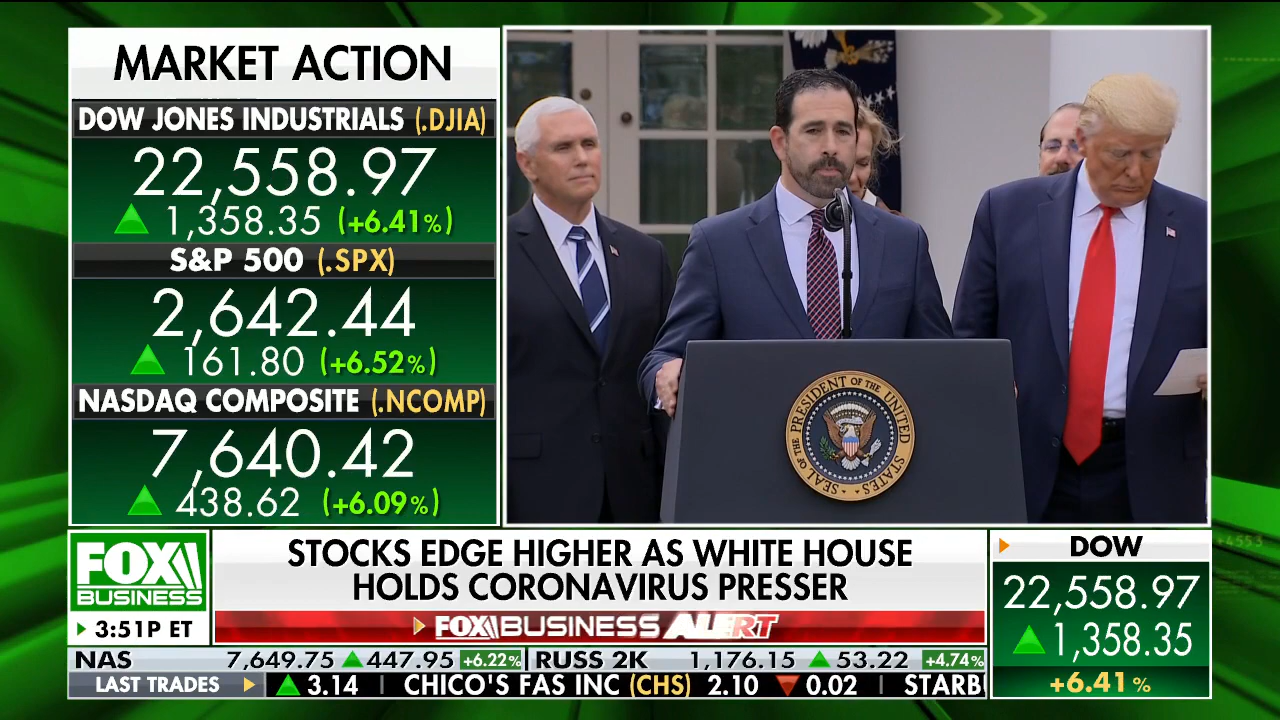 MARKET ACTION
DOW JONES INDUSTRIALS (.DJIA)
22,558.97
▲ 1,358.35 (+6.41%)
S&P 500 (.SPX)
2,642.44
▲ 161.80 (+6.52%)
NASDAQ COMPOSITE (.NCOMP)
7,640.42
▲ 438.62 (+6.09%)
SEAL OF THE PRESIDENT OF THE UNITED STATES
FOX
BUSINESS
3:51P ET
STOCKS EDGE HIGHER AS WHITE HOUSE
HOLDS CORONAVIRUS PRESSER
FOX BUSINESS ALERT
DOW
22,558.97
▲ 1,358.35
+6.41%
NAS 7,649.75 ▲ 447.95 +6.22% RUSS 2K 1,176.15 ▲ 53.22 +4.74%
LAST TRADES ▲ 3.14 | CHICO'S FAS INC (CHS) 2.10 ▼ 0.02 | STARB
+4553